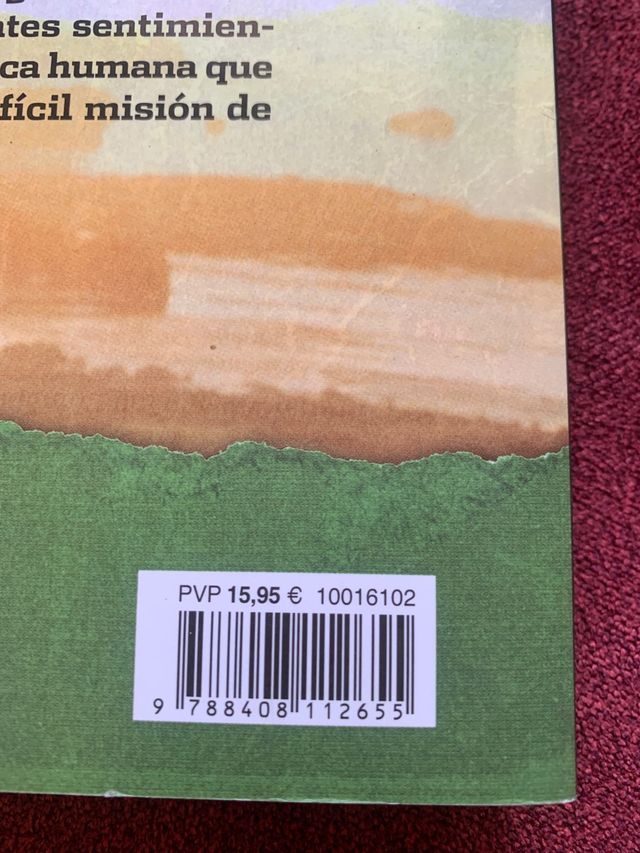 ntes sentimien-
ca humana que
fícil misión de
PVP 15,95 € 10016102
9 788408 112655